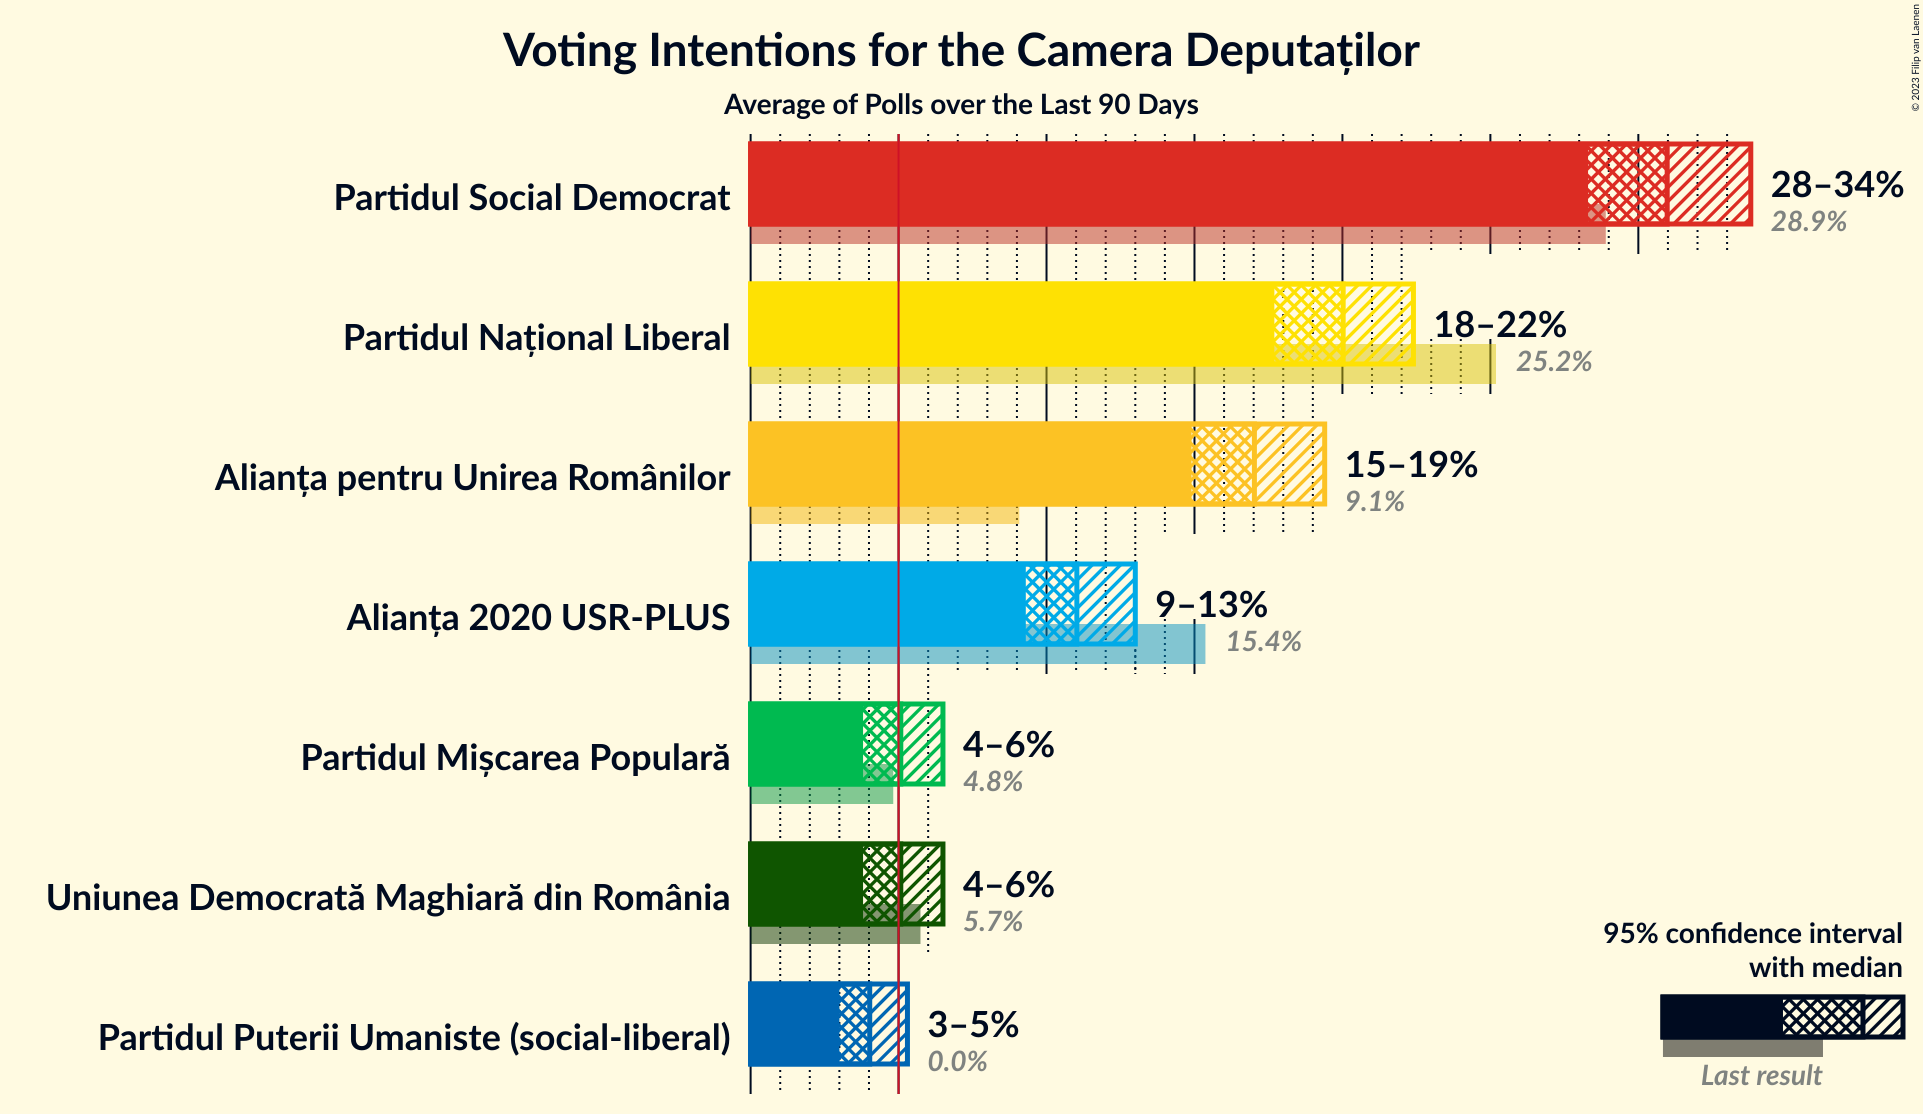 Voting Intentions for the Camera Deputaților
Average of Polls over the Last 90 Days
© 2023 Filip van Laenen
Partidul Social Democrat
28–34%
28.9%
Partidul Național Liberal
18–22%
25.2%
Alianța pentru Unirea Românilor
15–19%
9.1%
Alianța 2020 USR-PLUS
9–13%
15.4%
Partidul Mișcarea Populară
4–6%
4.8%
Uniunea Democrată Maghiară din România
4–6%
5.7%
Partidul Puterii Umaniste (social-liberal)
3–5%
0.0%
95% confidence interval
with median
Last result